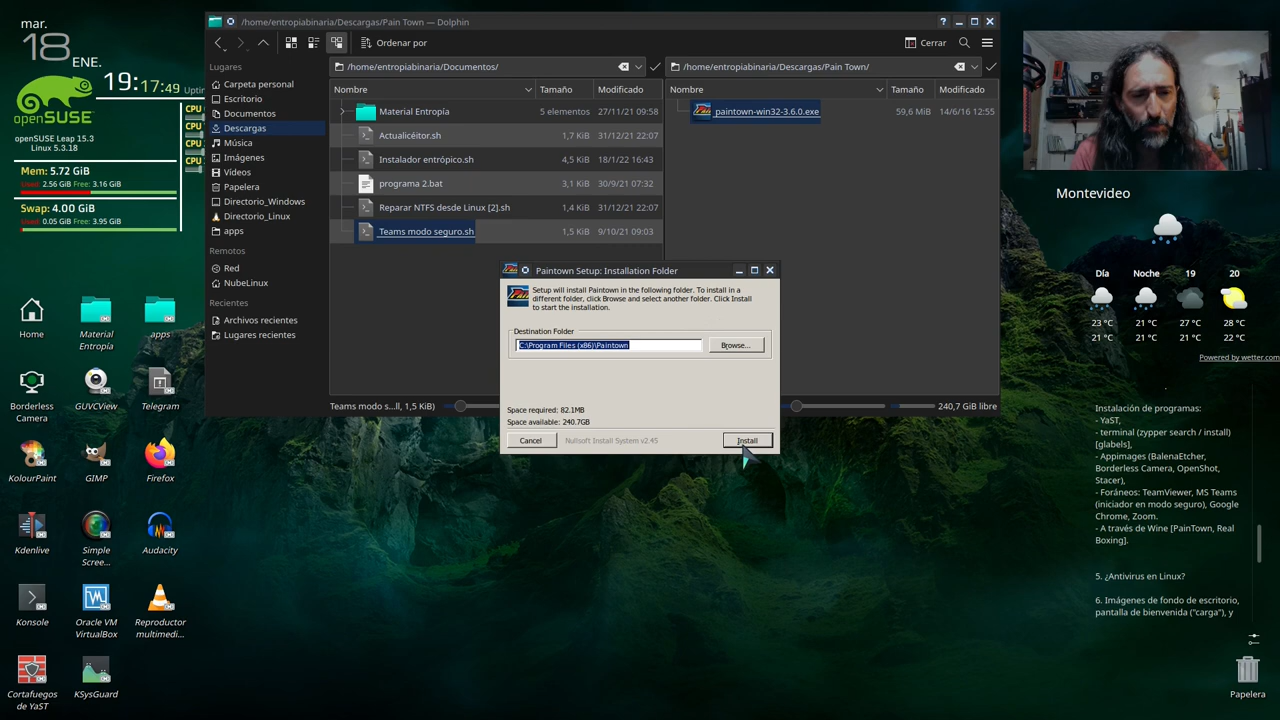 mar.
18
ENE.
19:17:49
Uptir
CPU
CPU
CPU
CPU
openSUSE
openSUSE Leap 15.3
Linux 5.3.18
Mem: 5.72 GiB
Used: 2.56 GiB Free: 3.16 GiB
Swap: 4.00 GiB
Used: 0.05 GiB Free: 3.95 GiB
Home
Material Entropía
apps
Borderless Camera
GUVCView
Telegram
KolourPaint
GIMP
Firefox
Kdenlive
Simple Scree...
Audacity
Konsole
Oracle VM VirtualBox
Reproductor multimedi...
Cortafuegos de YaST
KSysGuard
/home/entropiabinaria/Descargas/Pain Town — Dolphin
?
Ordenar por
Cerrar
Lugares
Carpeta personal
Escritorio
Documentos
Descargas
Música
Imágenes
Vídeos
Papelera
Directorio_Windows
Directorio_Linux
apps
Remotos
Red
NubeLinux
Recientes
Archivos recientes
Lugares recientes
/home/entropiabinaria/Documentos/
Nombre Tamaño Modificado
Material Entropía 5 elementos 27/11/21 09:58
Actualicéitor.sh 1,7 KiB 31/12/21 22:07
Instalador entrópico.sh 4,5 KiB 18/1/22 16:43
programa 2.bat 3,1 KiB 30/9/21 07:32
Reparar NTFS desde Linux [2].sh 1,4 KiB 31/12/21 22:07
Teams modo seguro.sh 1,5 KiB 9/10/21 09:03
Teams modo s...ll, 1,5 KiB)
/home/entropiabinaria/Descargas/Pain Town/
Nombre Tamaño Modificado
paintown-win32-3.6.0.exe 59,6 MiB 14/6/16 12:55
240,7 GiB libre
Paintown Setup: Installation Folder
Setup will install Paintown in the following folder. To install in a
different folder, click Browse and select another folder. Click Install
to start the installation.
Destination Folder
C:\Program Files (x86)\Paintown
Browse...
Space required: 82.1MB
Space available: 240.7GB
Cancel
Nullsoft Install System v2.45
Install
Montevideo
Día Noche 19 20
23 °C 21 °C 27 °C 28 °C
21 °C 21 °C 21 °C 22 °C
Powered by wetter.com
Instalación de programas:
- YaST,
- terminal (zypper search / install)
[glabels],
- Appimages (BalenaEtcher,
Borderless Camera, OpenShot,
Stacer),
- Foráneos: TeamViewer, MS Teams
(iniciador en modo seguro), Google
Chrome, Zoom.
- A través de Wine [PainTown, Real
Boxing].
5. ¿Antivirus en Linux?
6. Imágenes de fondo de escritorio,
pantalla de bienvenida ("carga"), y
Papelera